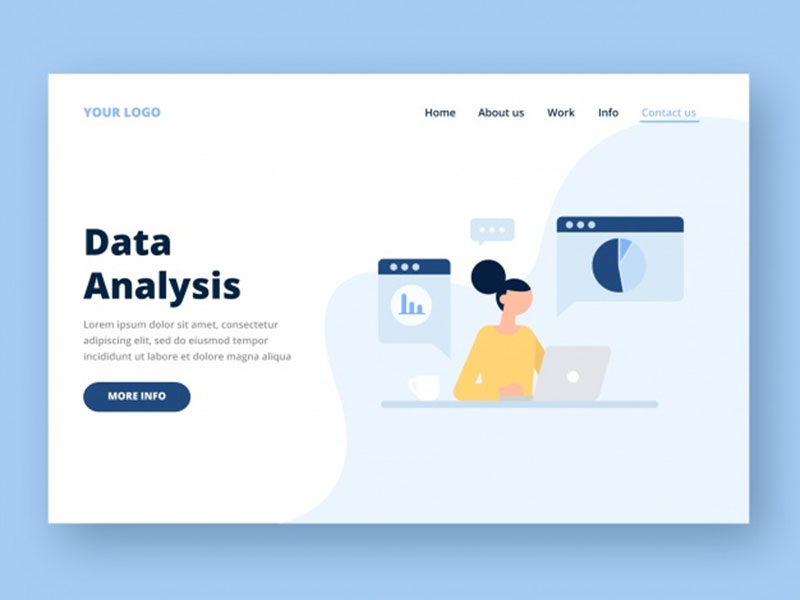 YOUR LOGO
Home About us Work Info Contact us
Data
Analysis
Lorem ipsum dolor sit amet, consectetur
adipiscing elit, sed do eiusmod tempor
incididunt ut labore et dolore magna aliqua
MORE INFO